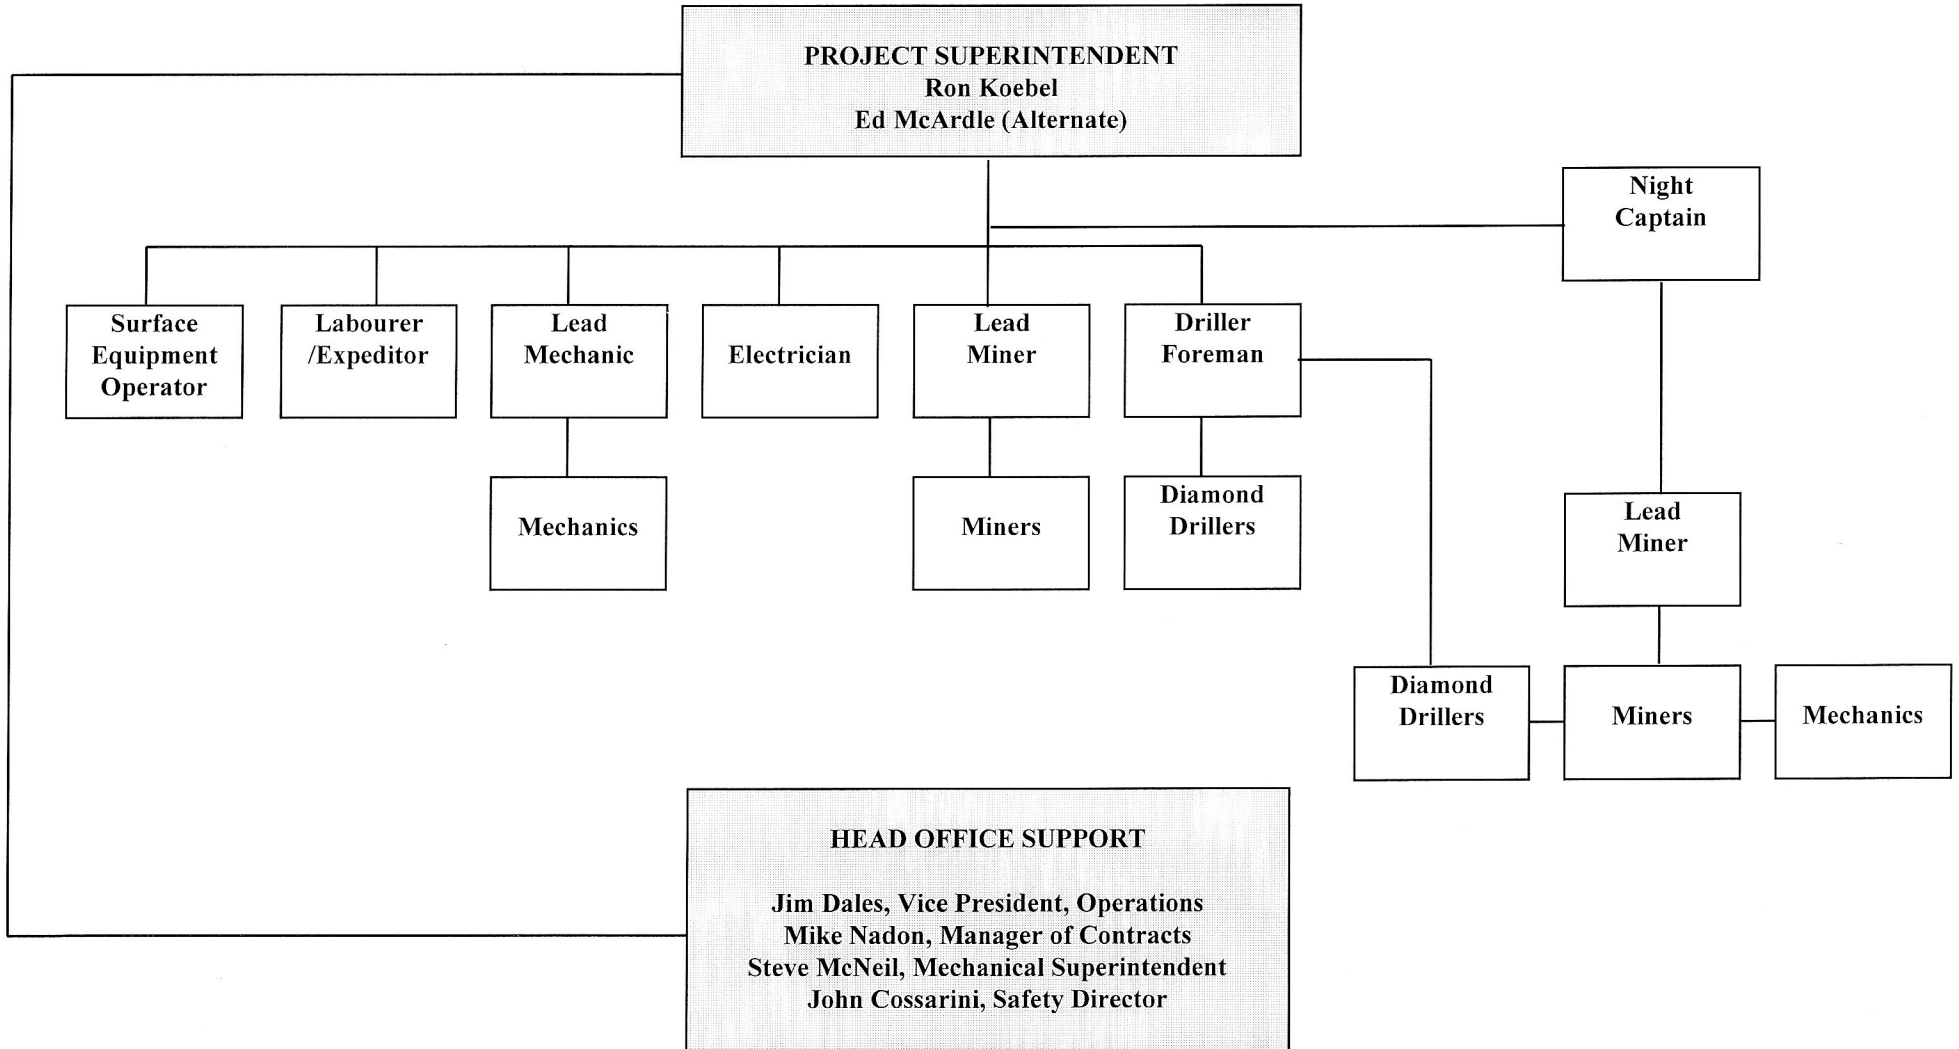 PROJECT SUPERINTENDENT
Ron Koebel
Ed McArdle (Alternate)
Night
Captain
Surface
Equipment
Operator
Labourer
/Expeditor
Lead
Mechanic
Electrician
Lead
Miner
Driller
Foreman
Mechanics
Miners
Diamond
Drillers
Lead
Miner
Diamond
Drillers
Miners
Mechanics
HEAD OFFICE SUPPORT
Jim Dales, Vice President, Operations
Mike Nadon, Manager of Contracts
Steve McNeil, Mechanical Superintendent
John Cossarini, Safety Director